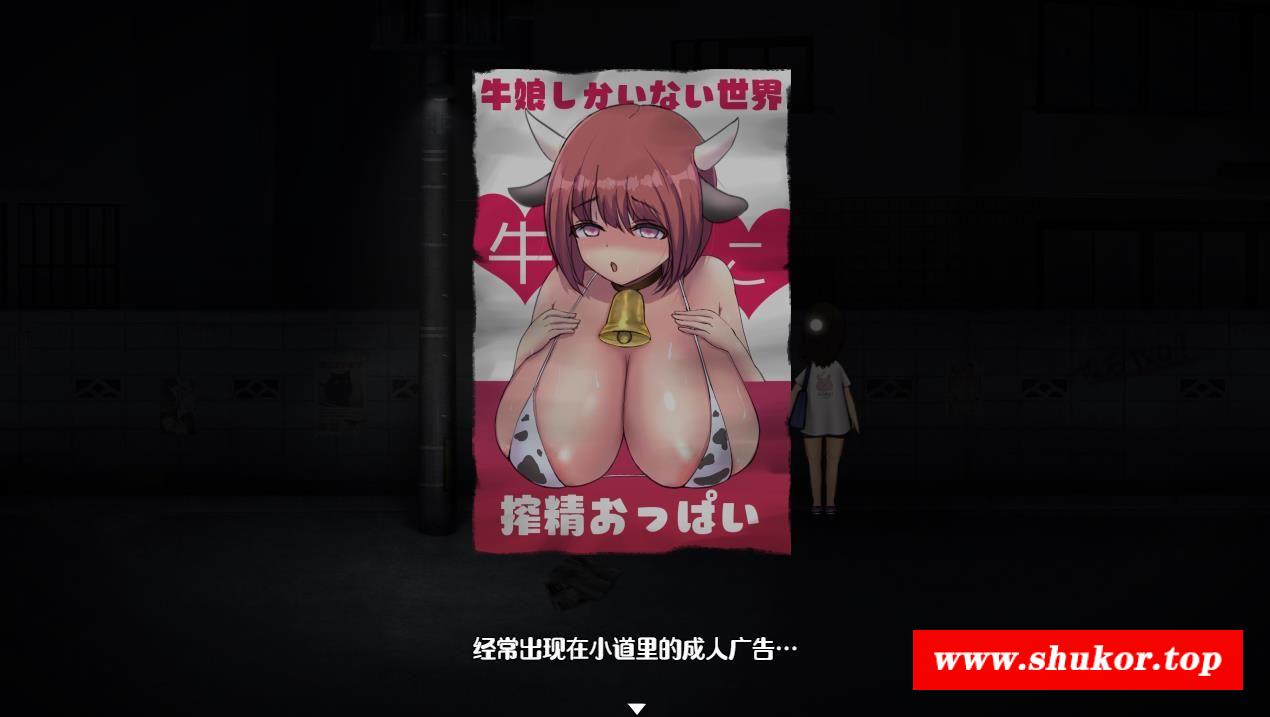 牛娘しかいない世界
牛
こ
搾精おっぱい
经常出现在小道里的成人广告…
www.shukor.top